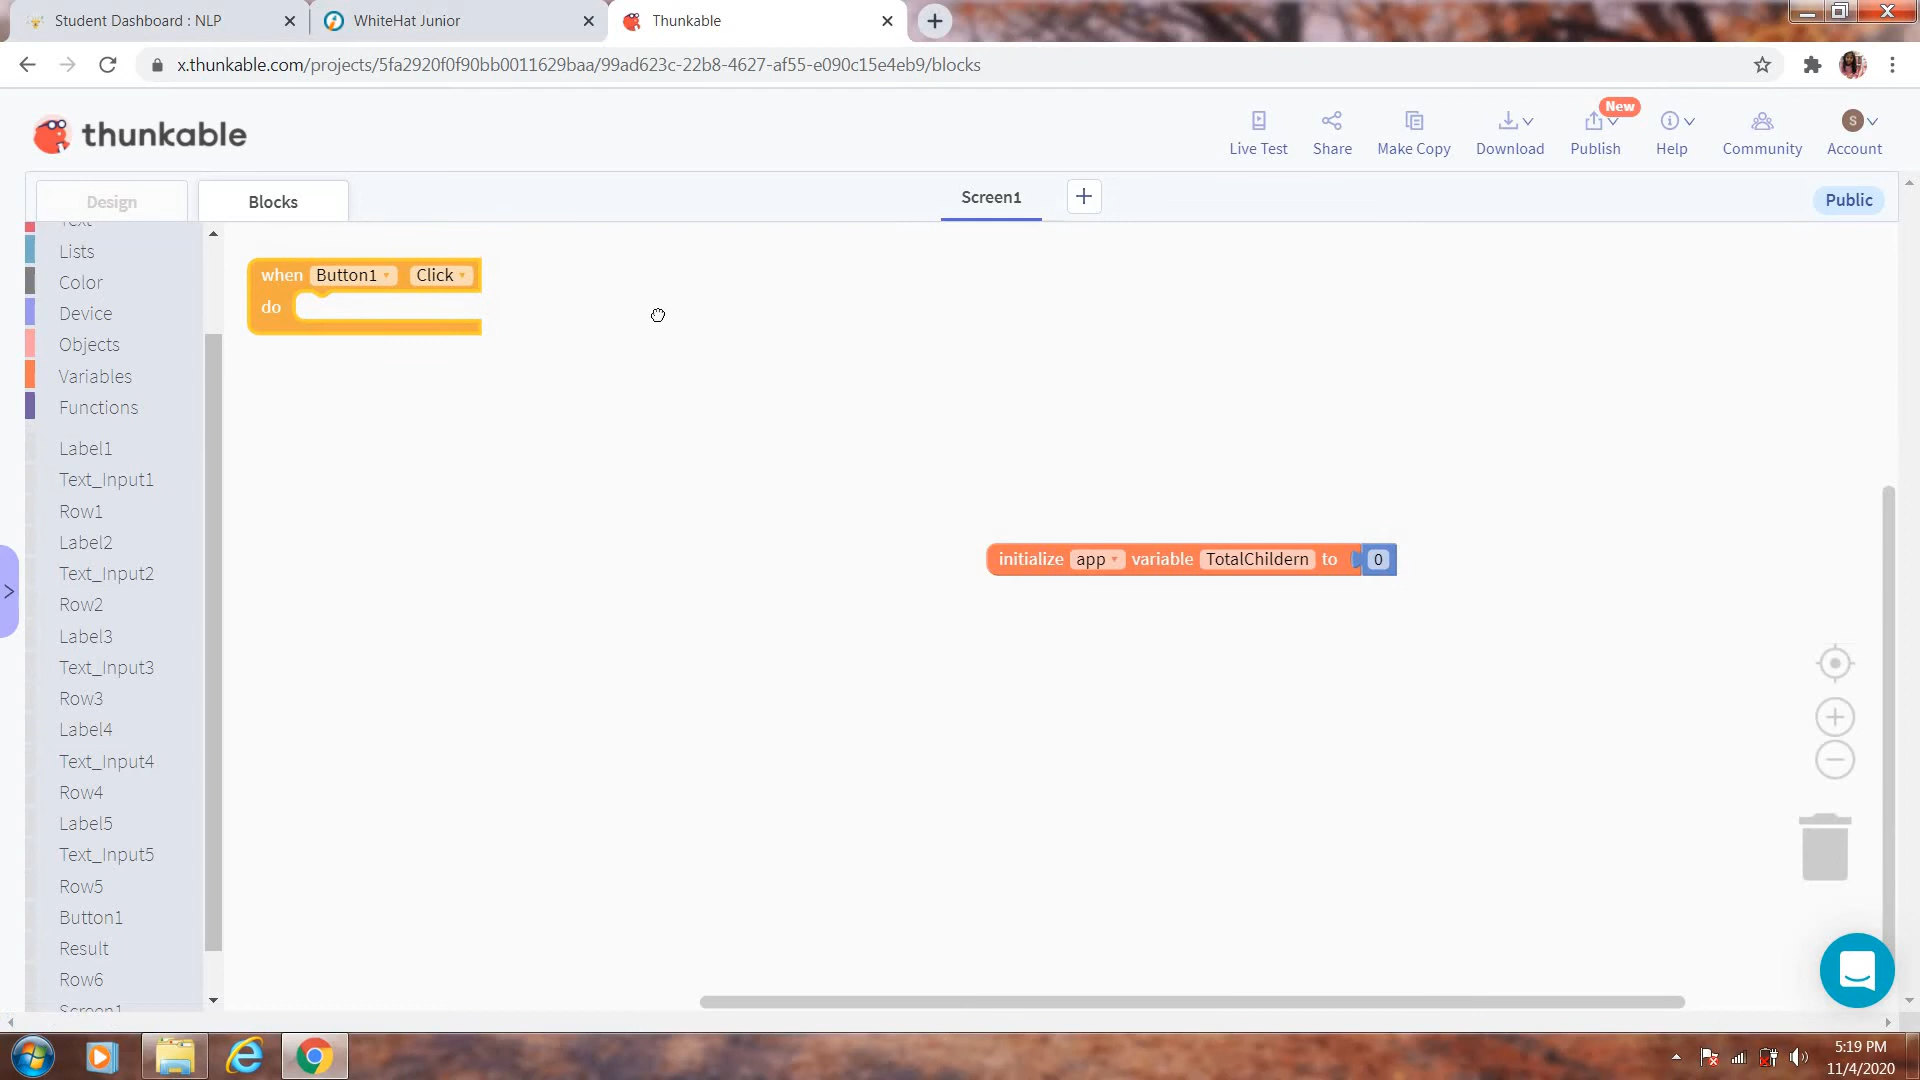 Student Dashboard : NLP
WhiteHat Junior
Thunkable
x.thunkable.com/projects/5fa2920f0f90bb0011629baa/99ad623c-22b8-4627-af55-e090c15e4eb9/blocks
thunkable
Live Test
Share
Make Copy
Download
New
Publish
Help
Community
S
Account
Design
Blocks
Screen1
Public
Text
Lists
Color
Device
Objects
Variables
Functions
Label1
Text_Input1
Row1
Label2
Text_Input2
Row2
Label3
Text_Input3
Row3
Label4
Text_Input4
Row4
Label5
Text_Input5
Row5
Button1
Result
Row6
Screen1
when Button1 Click
do
initialize app variable TotalChildern to 0
5:19 PM
11/4/2020